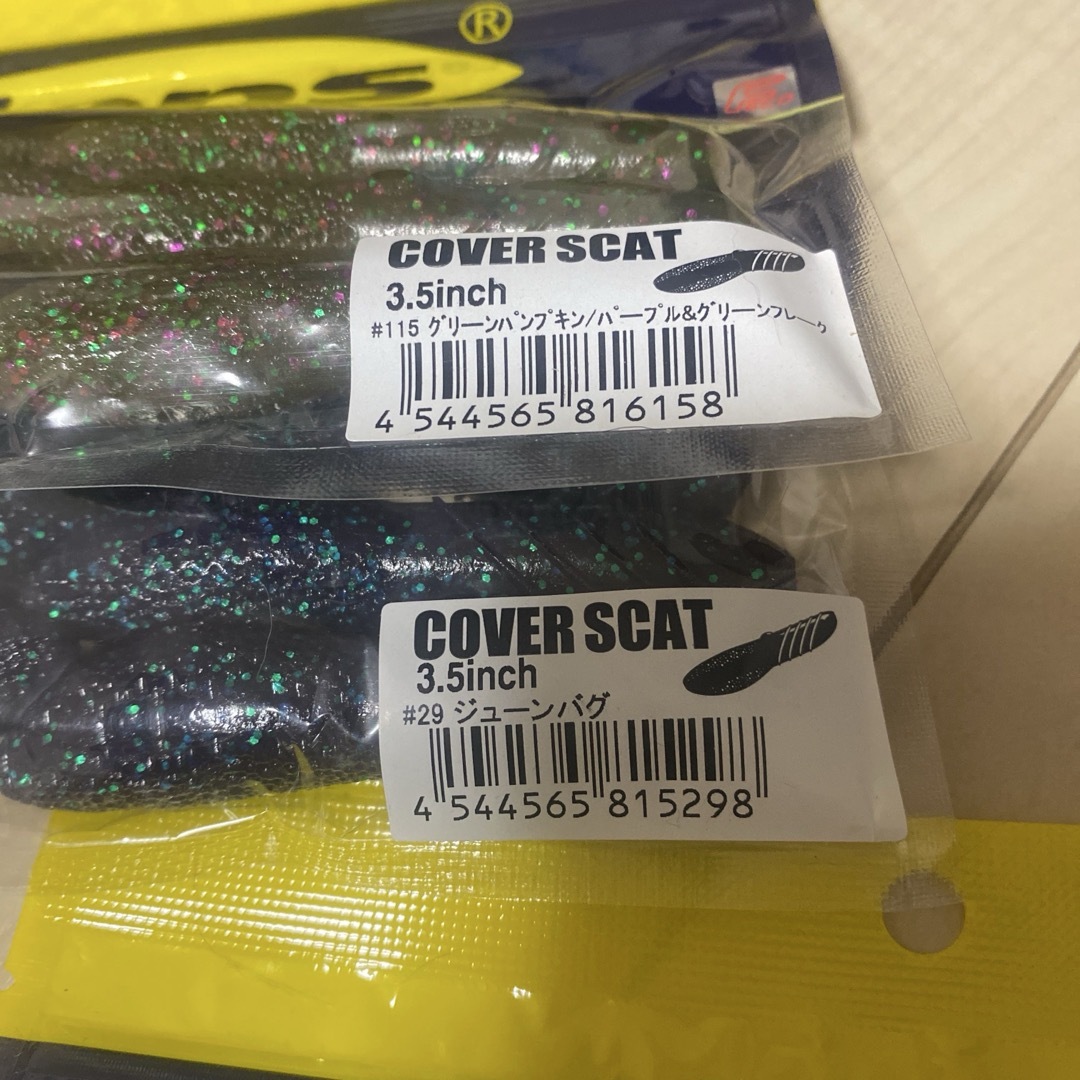 ®
COVER SCAT
3.5inch
#115 グリーンパンプキン/パープル&グリーンフレーク
4 544565 816158
COVER SCAT
3.5inch
#29 ジューンバグ
4 544565 815298